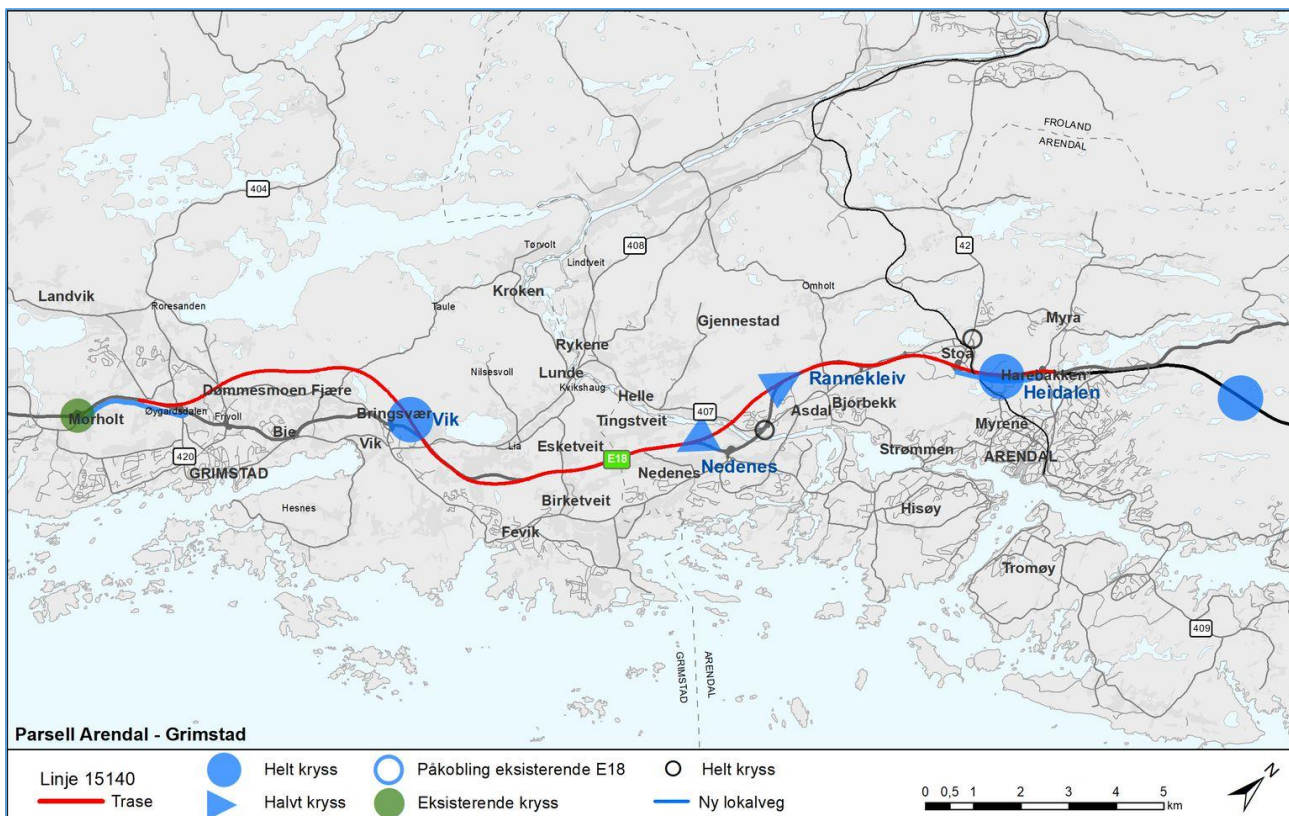 FROLAND
ARENDAL
404
408
42
Tørvolt
Lindtveit
Landvik
Roresanden
Kroken
Taule
Omholt
Gjennestad
Myra
Rykene
Stoa
Nilsesvoll
Lunde
Kvikshaug
Rannekleiv
Harebakken
Heidalen
Dømmesmoen Fjære
Helle
407
Asdal
Bjorbekk
Morholt
Øygardsdalen
Frivoll
Bringsvær
Vik
Tingstveit
Myrene
Bie
Vik
Lia
Esketveit
Strømmen
ARENDAL
420
GRIMSTAD
E18
Nedenes
Nedenes
Hesnes
Birketveit
Hisøy
Fevik
Tromøy
409
GRIMSTAD
ARENDAL
Parsell Arendal - Grimstad
Linje 15140
Trase
Helt kryss
Halvt kryss
Påkobling eksisterende E18
Eksisterende kryss
Helt kryss
Ny lokalveg
0 0,5 1 2 3 4 5
km
N